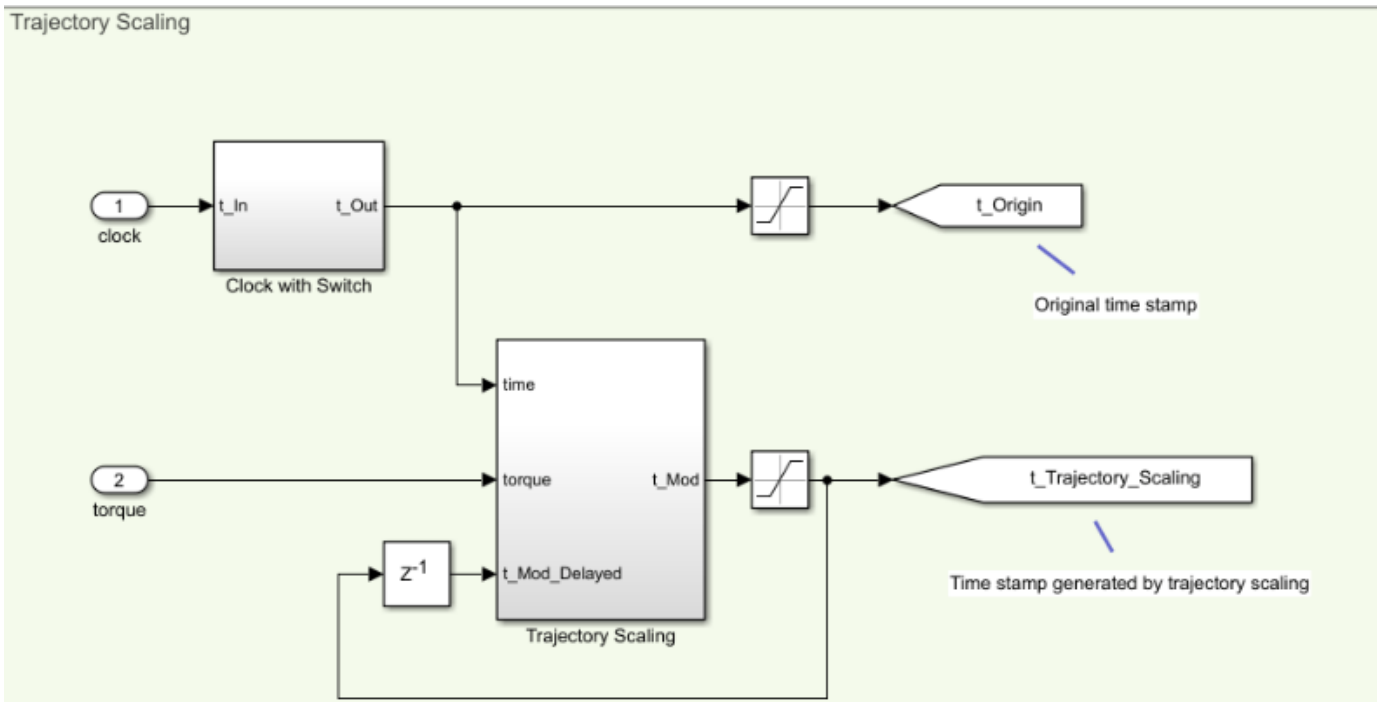 Trajectory Scaling
1
clock
t_In
t_Out
Clock with Switch
t_Origin
Original time stamp
time
2
torque
torque
t_Mod
t_Trajectory_Scaling
Z-1
t_Mod_Delayed
Time stamp generated by trajectory scaling
Trajectory Scaling